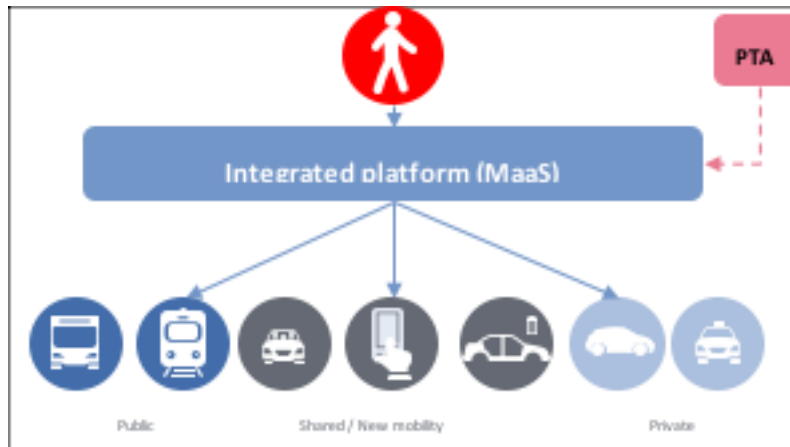 PTA
Integrated platform (MaaS)
Public
Shared / New mobility
Private